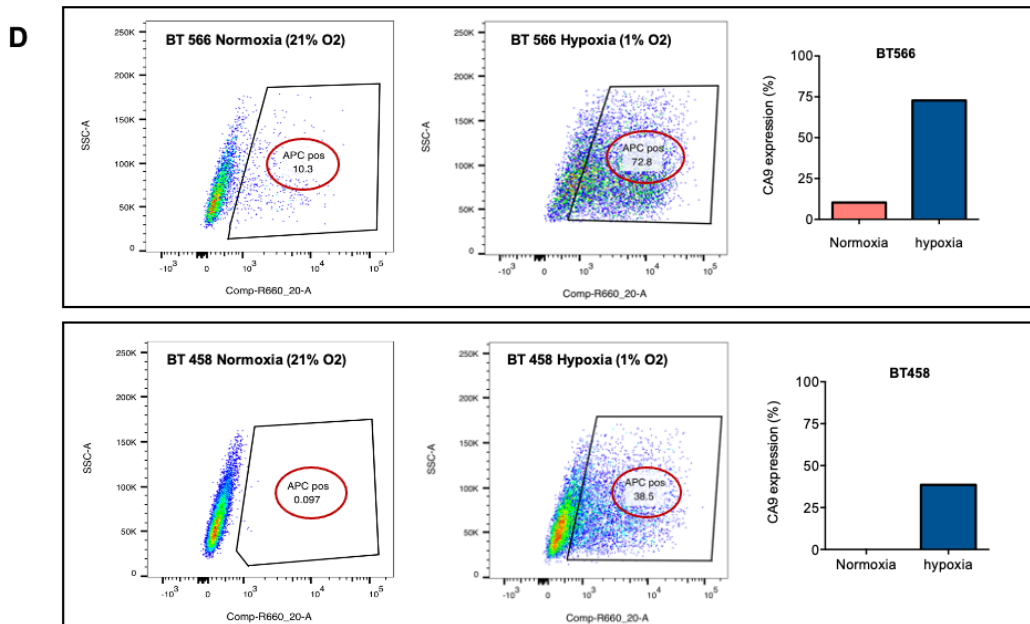 D
BT 566 Normoxia (21% O2)
250K
200K
150K
100K
50K
0
SSC-A
APC pos
10.3
-10³ 0 10³ 10⁴ 10⁵
Comp-R660_20-A
BT 566 Hypoxia (1% O2)
250K
200K
150K
100K
50K
0
SSC-A
APC pos
72.8
-10³ 0 10³ 10⁴ 10⁵
Comp-R660_20-A
BT566
100
75
50
25
0
CA9 expression (%)
Normoxia hypoxia
BT 458 Normoxia (21% O2)
250K
200K
150K
100K
50K
0
SSC-A
APC pos
0.097
-10³ 0 10³ 10⁴ 10⁵
Comp-R660_20-A
BT 458 Hypoxia (1% O2)
250K
200K
150K
100K
50K
0
SSC-A
APC pos
38.5
-10³ 0 10³ 10⁴ 10⁵
Comp-R660_20-A
BT458
100
75
50
25
0
CA9 expression (%)
Normoxia hypoxia